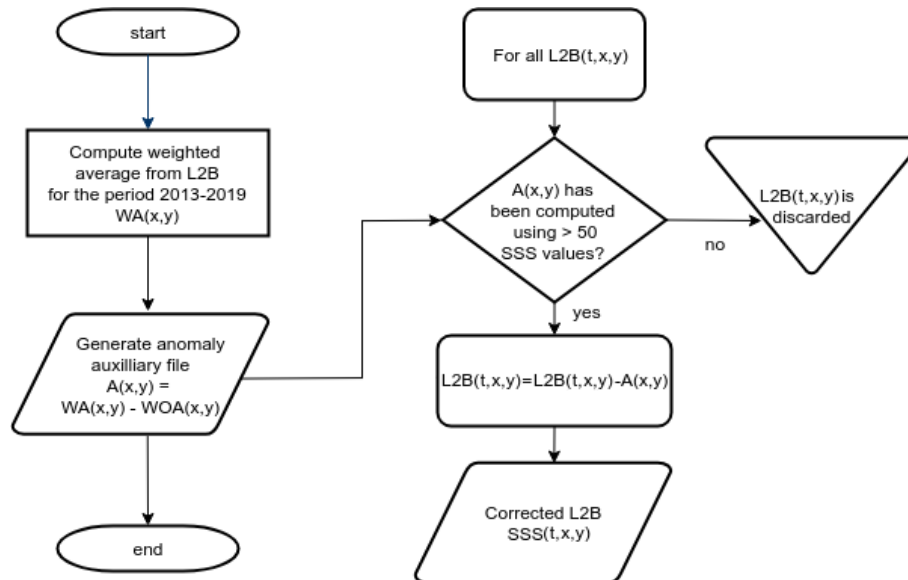 start
Compute weighted
average from L2B
for the period 2013-2019
WA(x,y)
Generate anomaly
auxilliary file
A(x,y) =
WA(x,y) - WOA(x,y)
end
For all L2B(t,x,y)
A(x,y) has
been computed
using > 50
SSS values?
no
L2B(t,x,y) is
discarded
yes
L2B(t,x,y)=L2B(t,x,y)-A(x,y)
Corrected L2B
SSS(t,x,y)